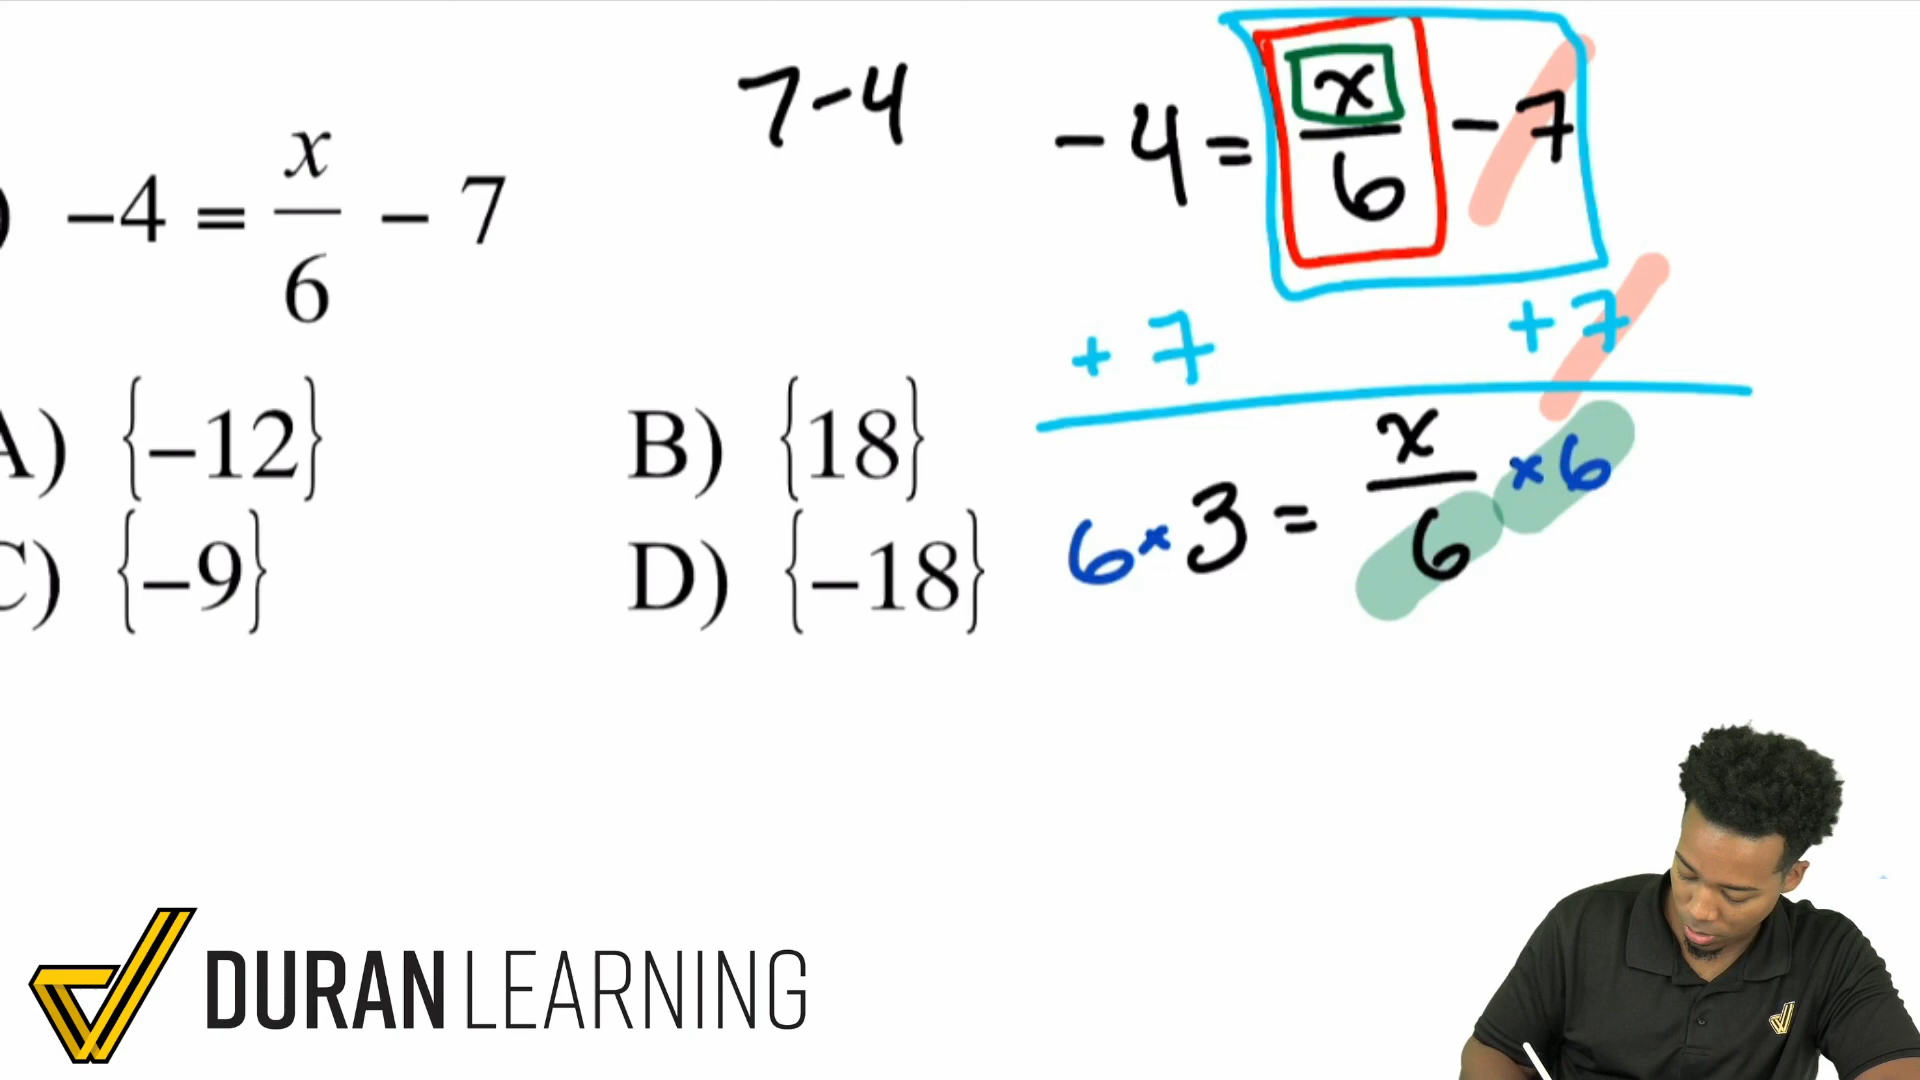 ) −4 = x/6 − 7
7-4
-4 = x/6 - 7
+7 +7
6×3 = x/6 ×6
A) {−12} B) {18}
C) {−9} D) {−18}
DURAN LEARNING